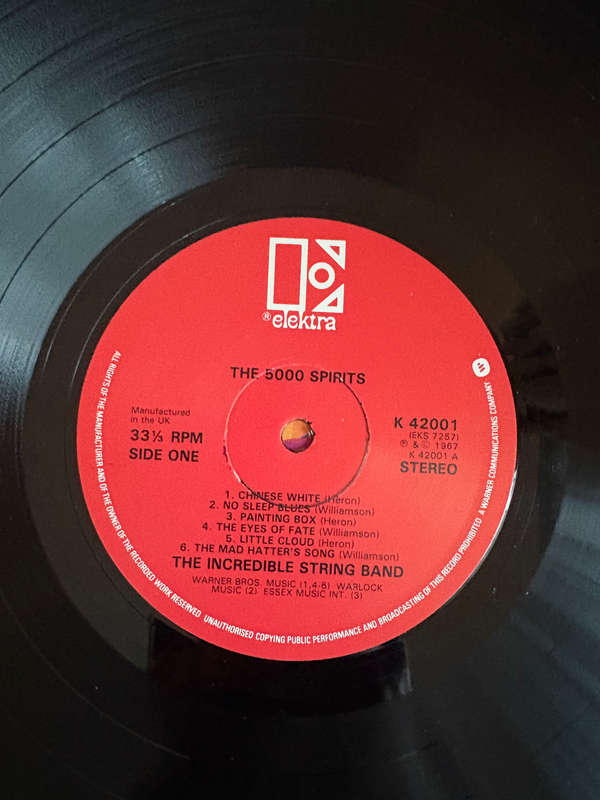 ® elektra
THE 5000 SPIRITS
Manufactured
in the UK
33⅓ RPM
SIDE ONE
K 42001
(EKS 7257)
Ⓟ & © 1967
K 42001 A
STEREO
1. CHINESE WHITE (Heron)
2. NO SLEEP BLUES (Williamson)
3. PAINTING BOX (Heron)
4. THE EYES OF FATE (Williamson)
5. LITTLE CLOUD (Heron)
6. THE MAD HATTER'S SONG (Williamson)
THE INCREDIBLE STRING BAND
WARNER BROS. MUSIC (1,4-6) WARLOCK
MUSIC (2) ESSEX MUSIC INT. (3)
ALL RIGHTS OF THE MANUFACTURER AND OF THE OWNER OF THE RECORDED WORK RESERVED UNAUTHORISED COPYING PUBLIC PERFORMANCE AND BROADCASTING OF THIS RECORD PROHIBITED A WARNER COMMUNICATIONS COMPANY